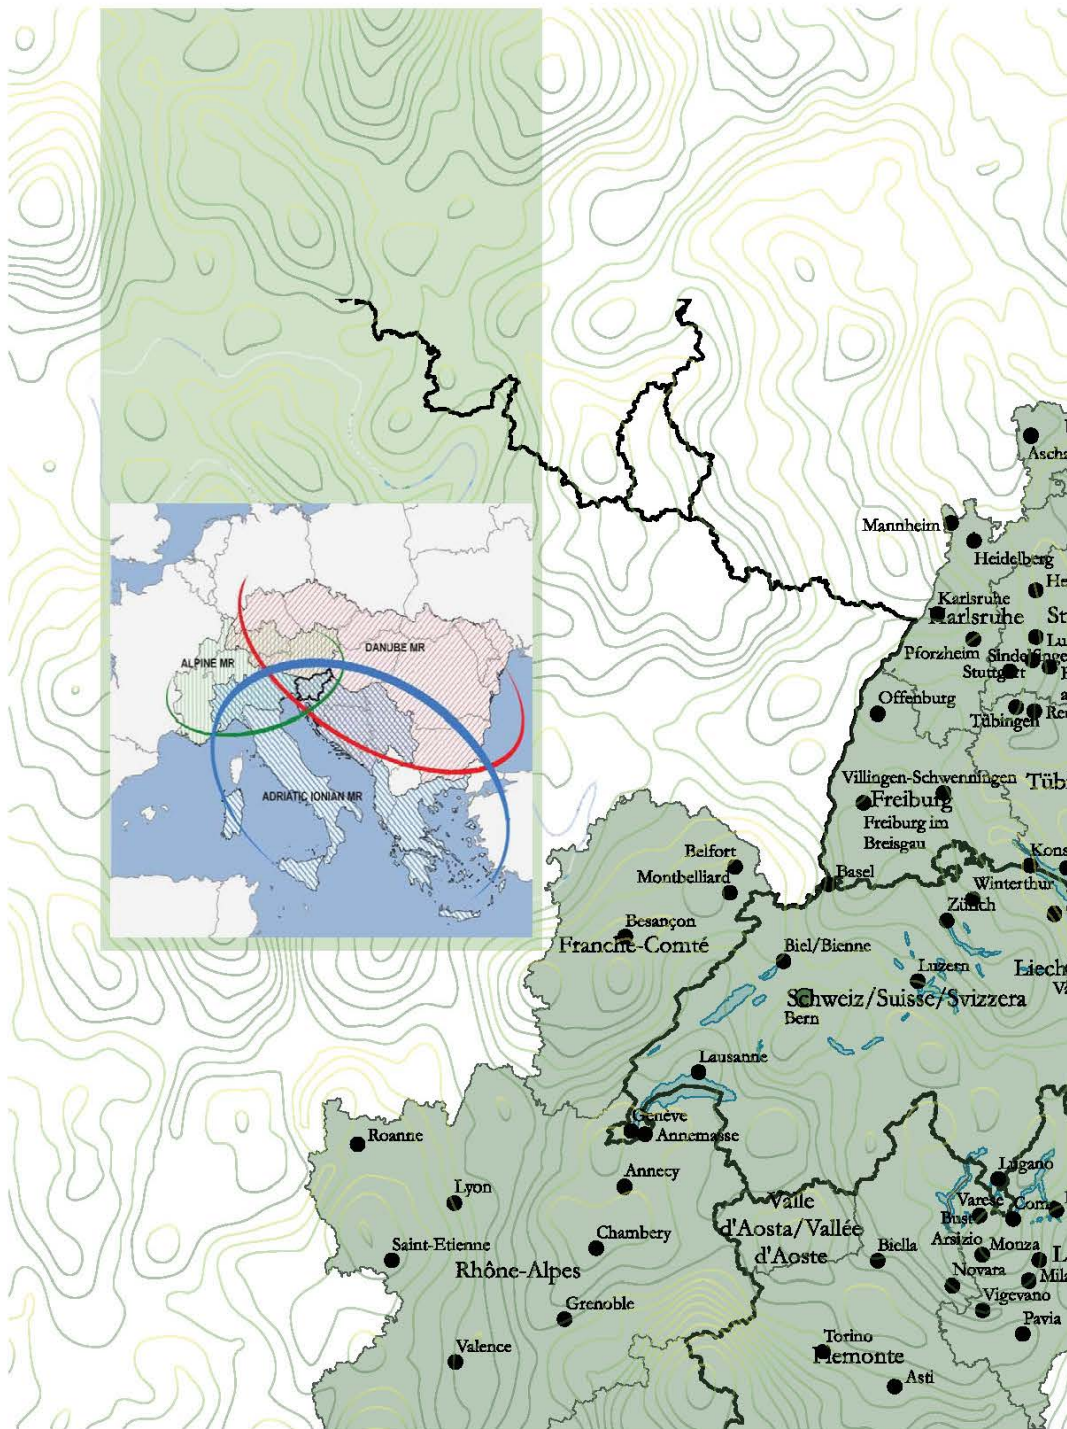 Mannheim
Heidelberg
Karlsruhe
Karlsruhe
Pforzheim
Stuttgart
Offenburg
Tübingen
Villingen-Schwenningen
Freiburg
Freiburg im
Breisgau
ALPINE MR
DANUBE MR
ADRIATIC IONIAN MR
Belfort
Montbelliard
Basel
Winterthur
Zürich
Besançon
Franche-Comté
Biel/Bienne
Luzern
Schweiz/Suisse/Svizzera
Bern
Lausanne
Genève
Annemasse
Roanne
Annecy
Lugano
Lyon
Varese
Valle
d'Aosta/Vallée
d'Aoste
Chambery
Saint-Etienne
Rhône-Alpes
Biella
Arsizio
Monza
Novara
Vigevano
Grenoble
Pavia
Valence
Torino
Piemonte
Asti